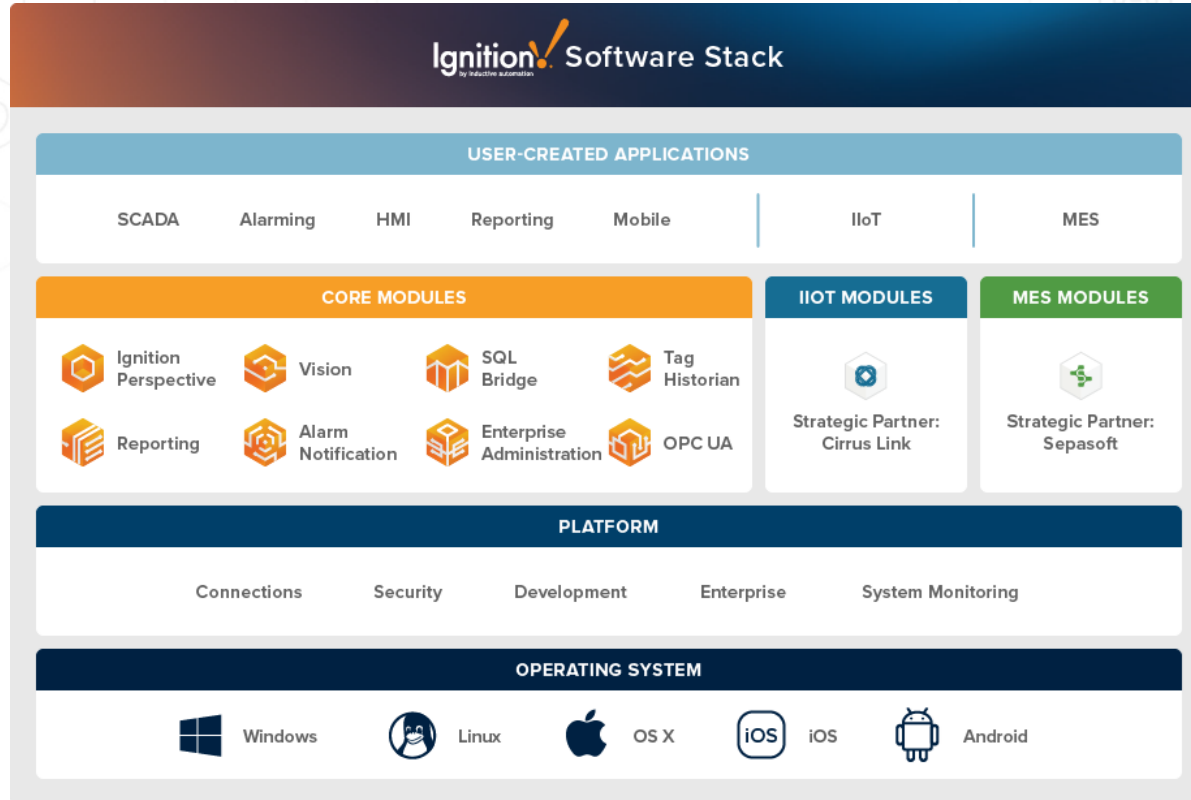 Ignition! Software Stack
by inductive automation
USER-CREATED APPLICATIONS
SCADA Alarming HMI Reporting Mobile IIoT MES
CORE MODULES
Ignition
Perspective
Vision
SQL
Bridge
Tag
Historian
Reporting
Alarm
Notification
Enterprise
Administration
OPC UA
IIOT MODULES
Strategic Partner:
Cirrus Link
MES MODULES
Strategic Partner:
Sepasoft
PLATFORM
Connections Security Development Enterprise System Monitoring
OPERATING SYSTEM
Windows Linux OS X iOS iOS Android